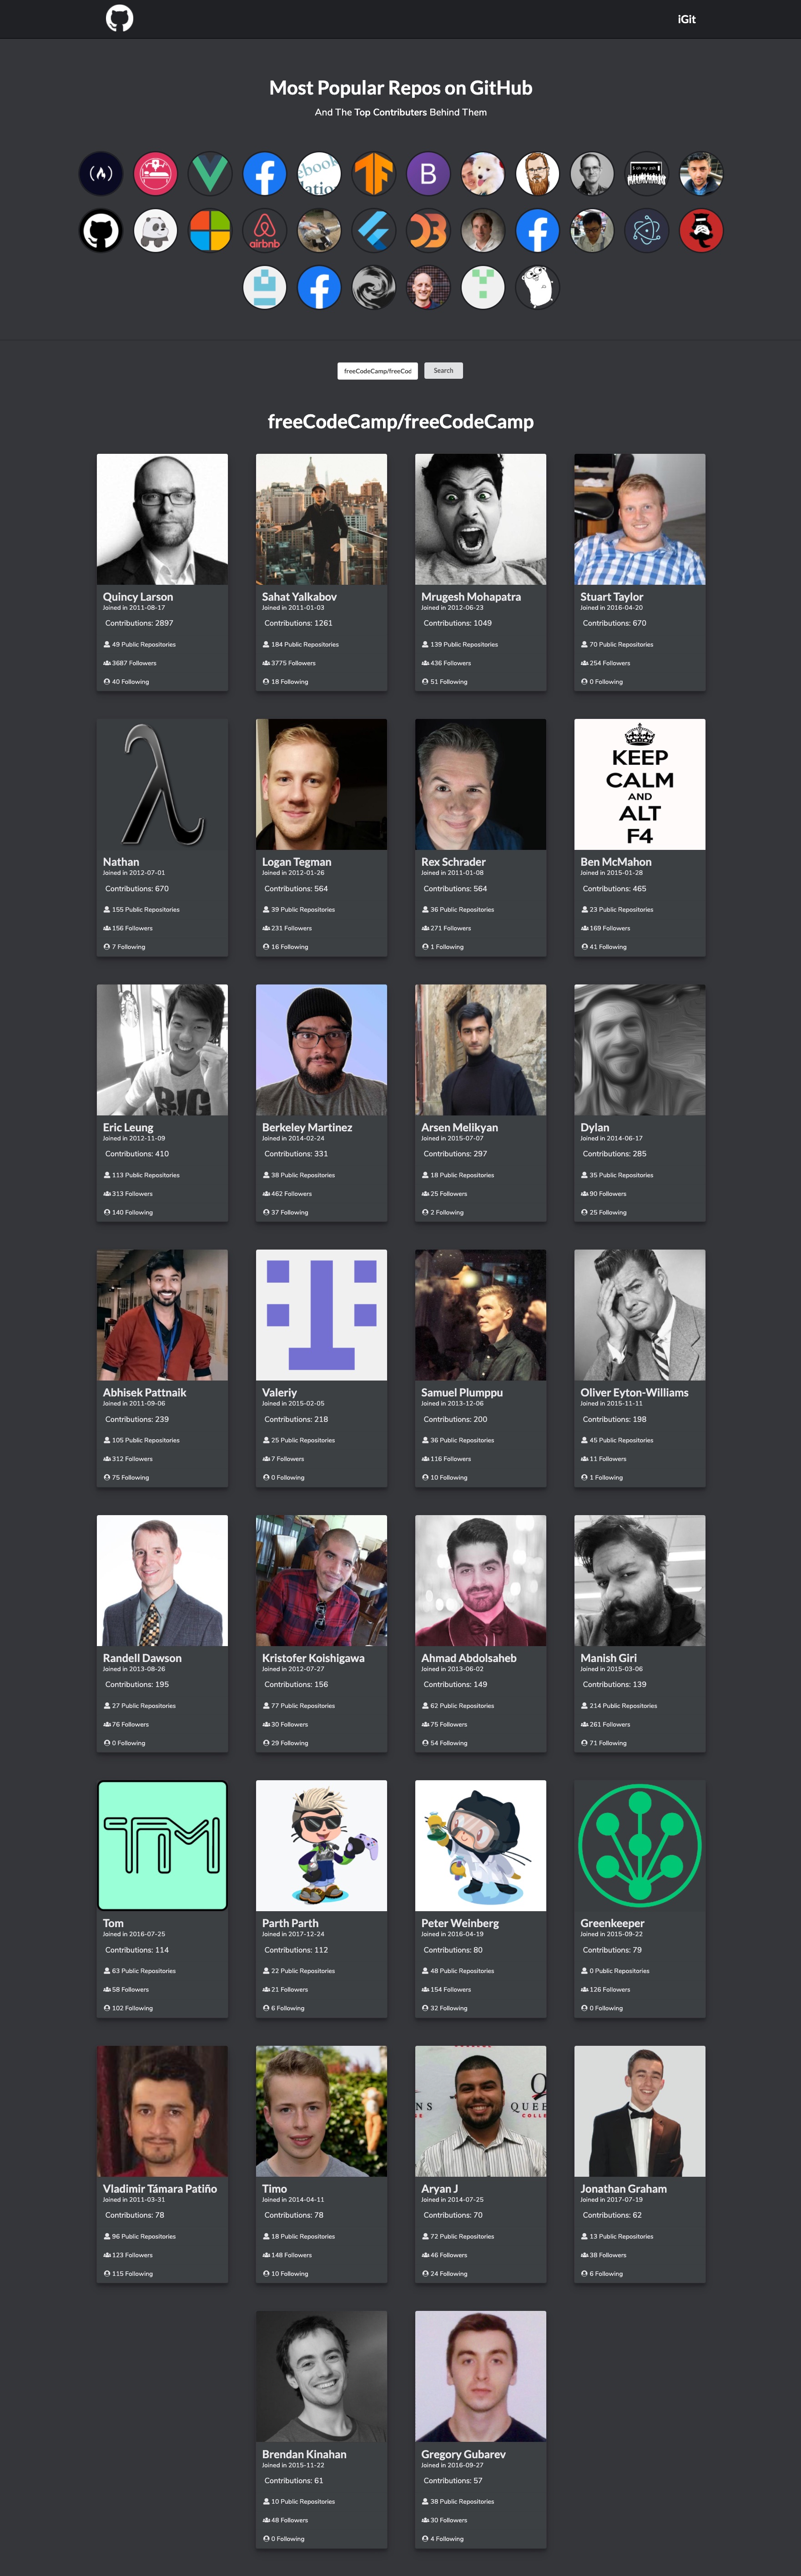 iGit
Most Popular Repos on GitHub
And The Top Contributers Behind Them
B
airbnb
freeCodeCamp/freeCod
Search
freeCodeCamp/freeCodeCamp
Quincy Larson
Joined in 2011-08-17
Contributions: 2897
49 Public Repositories
3687 Followers
40 Following
Sahat Yalkabov
Joined in 2011-01-03
Contributions: 1261
184 Public Repositories
3775 Followers
18 Following
Mrugesh Mohapatra
Joined in 2012-06-23
Contributions: 1049
139 Public Repositories
436 Followers
51 Following
Stuart Taylor
Joined in 2016-04-20
Contributions: 670
70 Public Repositories
254 Followers
0 Following
Nathan
Joined in 2012-07-01
Contributions: 670
155 Public Repositories
156 Followers
7 Following
Logan Tegman
Joined in 2012-01-26
Contributions: 564
39 Public Repositories
231 Followers
16 Following
Rex Schrader
Joined in 2011-01-08
Contributions: 564
36 Public Repositories
271 Followers
1 Following
KEEP
CALM
AND
ALT
F4
Ben McMahon
Joined in 2015-01-28
Contributions: 465
23 Public Repositories
169 Followers
41 Following
BIG
Eric Leung
Joined in 2012-11-09
Contributions: 410
113 Public Repositories
313 Followers
140 Following
Berkeley Martinez
Joined in 2014-02-24
Contributions: 331
38 Public Repositories
462 Followers
37 Following
Arsen Melikyan
Joined in 2015-07-07
Contributions: 297
18 Public Repositories
25 Followers
2 Following
Dylan
Joined in 2014-06-17
Contributions: 285
35 Public Repositories
90 Followers
25 Following
Abhisek Pattnaik
Joined in 2011-09-06
Contributions: 239
105 Public Repositories
312 Followers
75 Following
Valeriy
Joined in 2015-02-05
Contributions: 218
25 Public Repositories
7 Followers
0 Following
Samuel Plumppu
Joined in 2013-12-06
Contributions: 200
36 Public Repositories
116 Followers
10 Following
Oliver Eyton-Williams
Joined in 2015-11-11
Contributions: 198
45 Public Repositories
11 Followers
1 Following
Randell Dawson
Joined in 2013-08-26
Contributions: 195
27 Public Repositories
76 Followers
0 Following
Kristofer Koishigawa
Joined in 2012-07-27
Contributions: 156
77 Public Repositories
30 Followers
29 Following
Ahmad Abdolsaheb
Joined in 2013-06-02
Contributions: 149
62 Public Repositories
75 Followers
54 Following
Manish Giri
Joined in 2015-03-06
Contributions: 139
214 Public Repositories
261 Followers
71 Following
TM
Tom
Joined in 2016-07-25
Contributions: 114
63 Public Repositories
58 Followers
102 Following
Parth Parth
Joined in 2017-12-24
Contributions: 112
22 Public Repositories
21 Followers
6 Following
Peter Weinberg
Joined in 2016-04-19
Contributions: 80
48 Public Repositories
154 Followers
32 Following
Greenkeeper
Joined in 2015-09-22
Contributions: 79
0 Public Repositories
126 Followers
0 Following
Vladimir Támara Patiño
Joined in 2011-03-31
Contributions: 78
96 Public Repositories
123 Followers
115 Following
Timo
Joined in 2014-04-11
Contributions: 78
18 Public Repositories
148 Followers
10 Following
Aryan J
Joined in 2014-07-25
Contributions: 70
72 Public Repositories
46 Followers
24 Following
Jonathan Graham
Joined in 2017-07-19
Contributions: 62
13 Public Repositories
38 Followers
6 Following
Brendan Kinahan
Joined in 2015-11-22
Contributions: 61
10 Public Repositories
48 Followers
0 Following
Gregory Gubarev
Joined in 2016-09-27
Contributions: 57
38 Public Repositories
30 Followers
4 Following